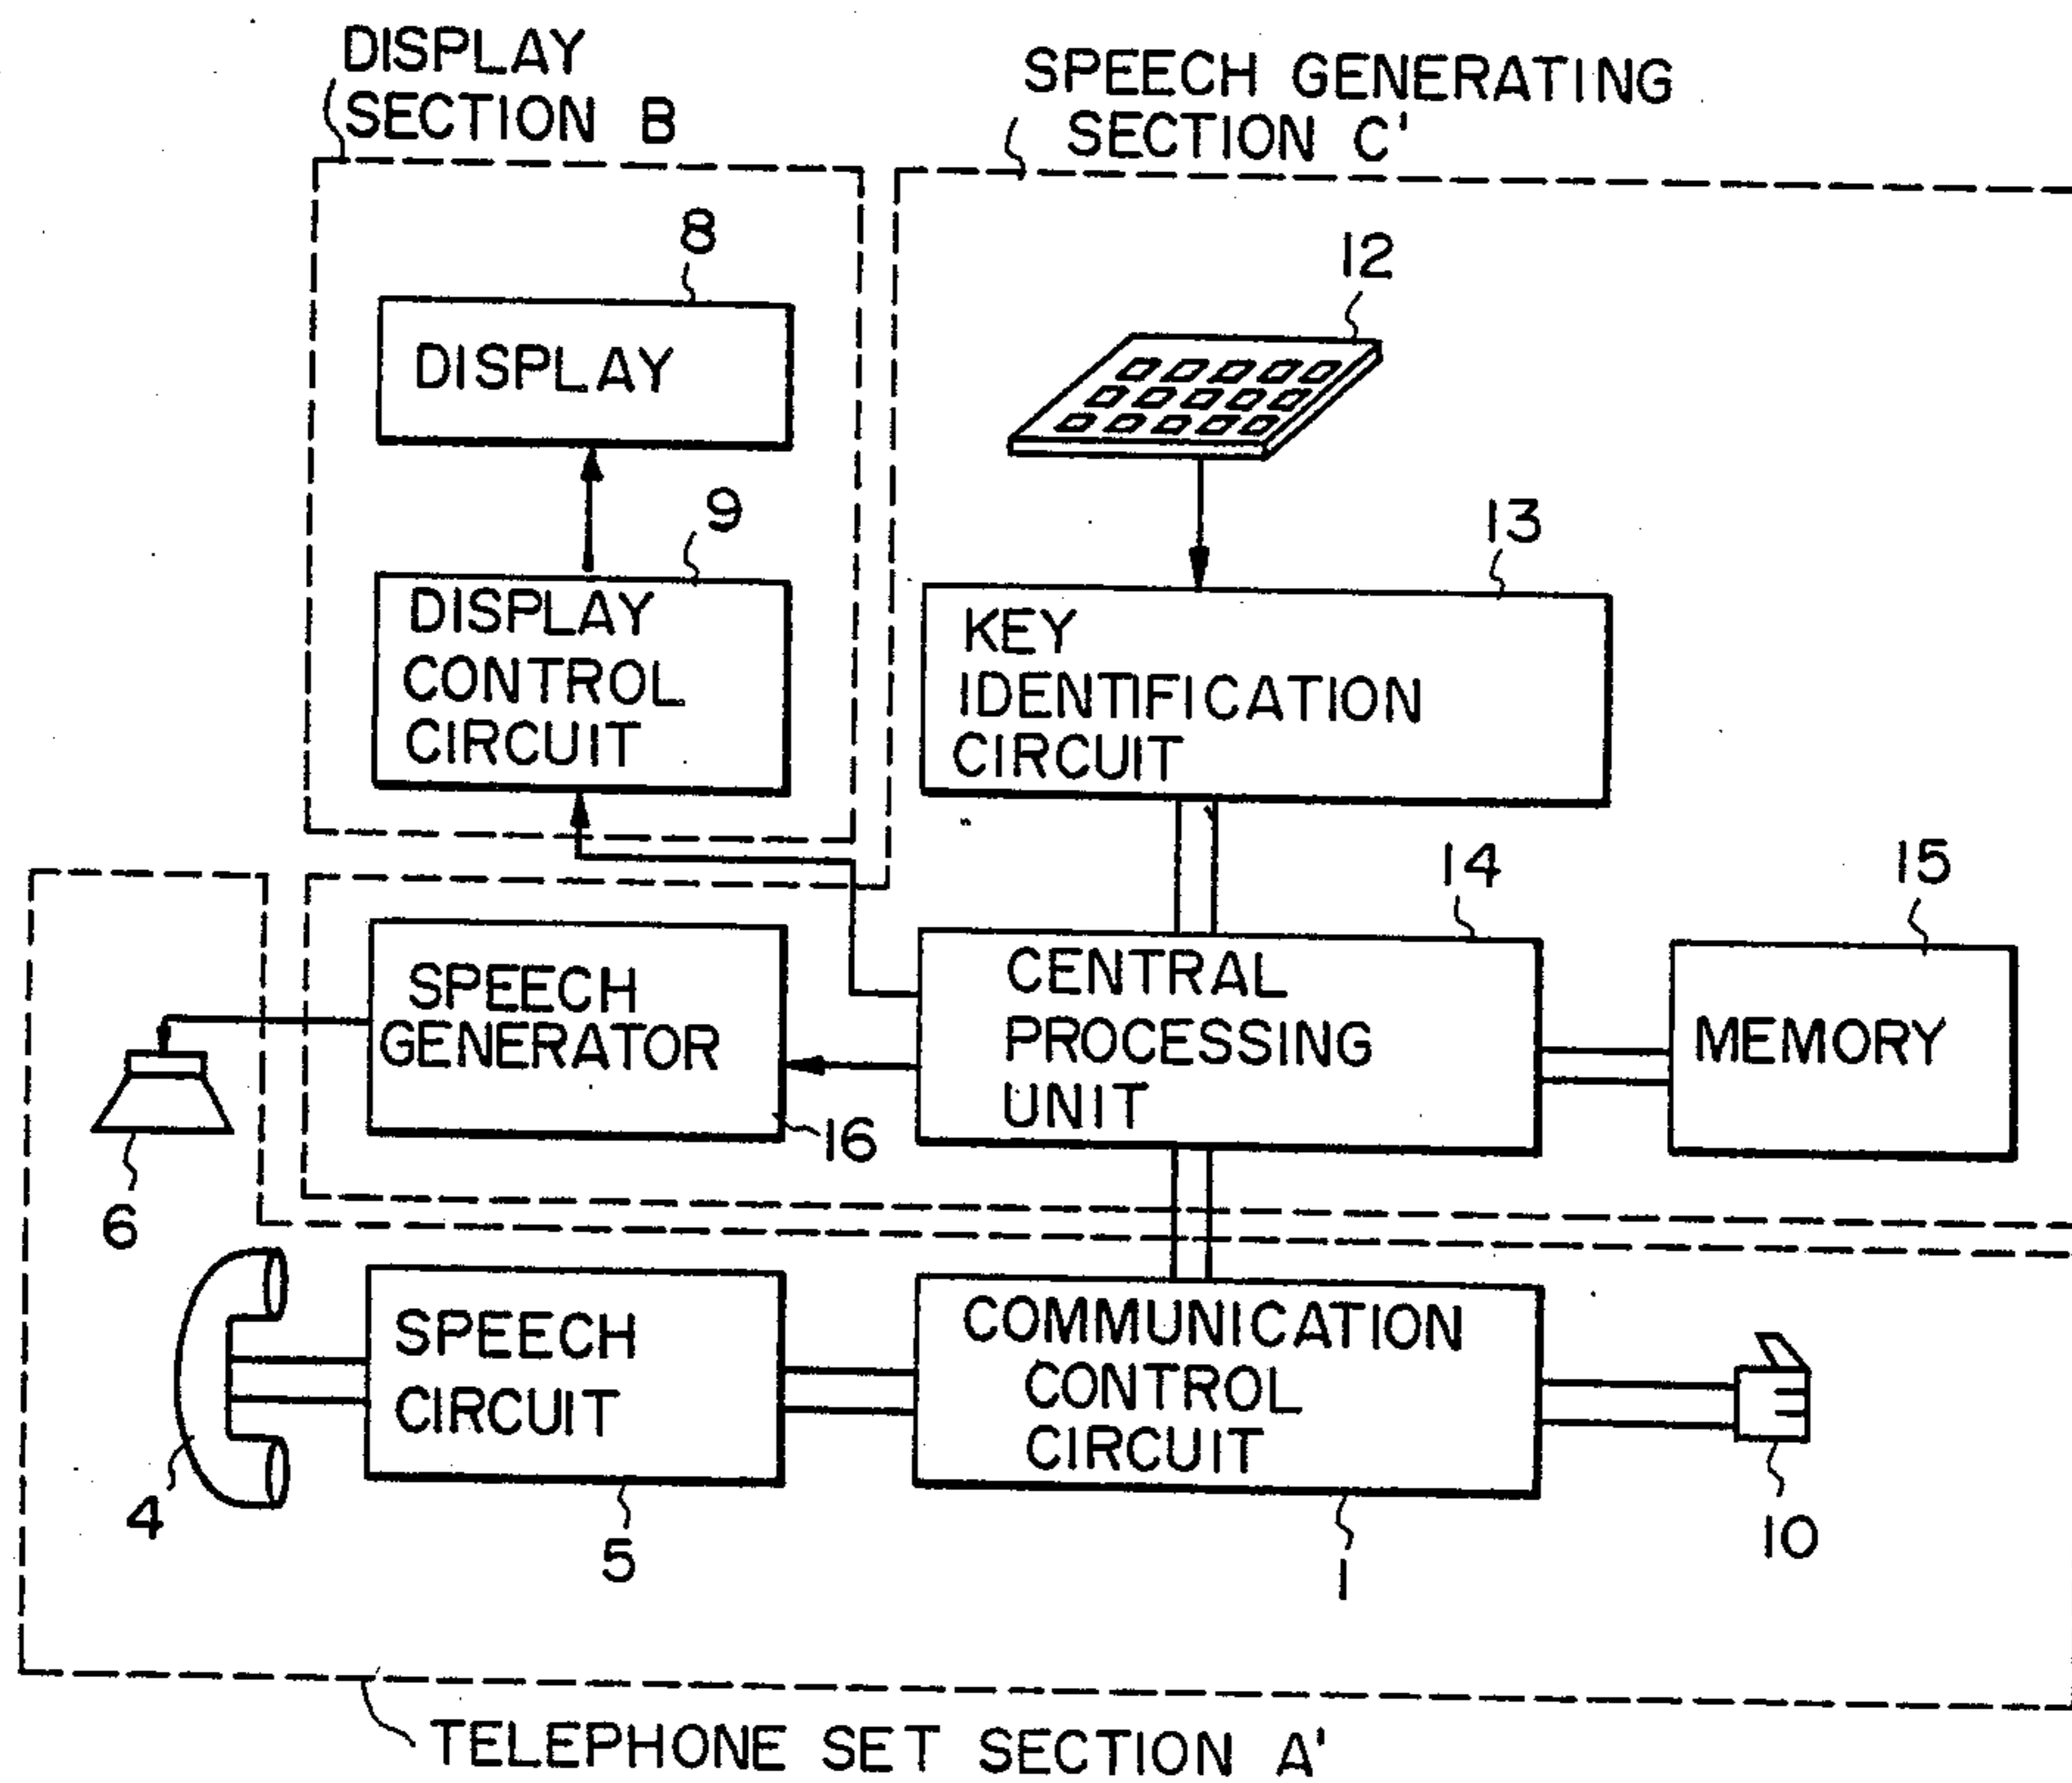 DISPLAY
SECTION B
SPEECH GENERATING
SECTION C'
8
DISPLAY
12
9
DISPLAY
CONTROL
CIRCUIT
13
KEY
IDENTIFICATION
CIRCUIT
14
15
SPEECH
GENERATOR
16
CENTRAL
PROCESSING
UNIT
MEMORY
6
4
SPEECH
CIRCUIT
5
COMMUNICATION
CONTROL
CIRCUIT
1
10
TELEPHONE SET SECTION A'